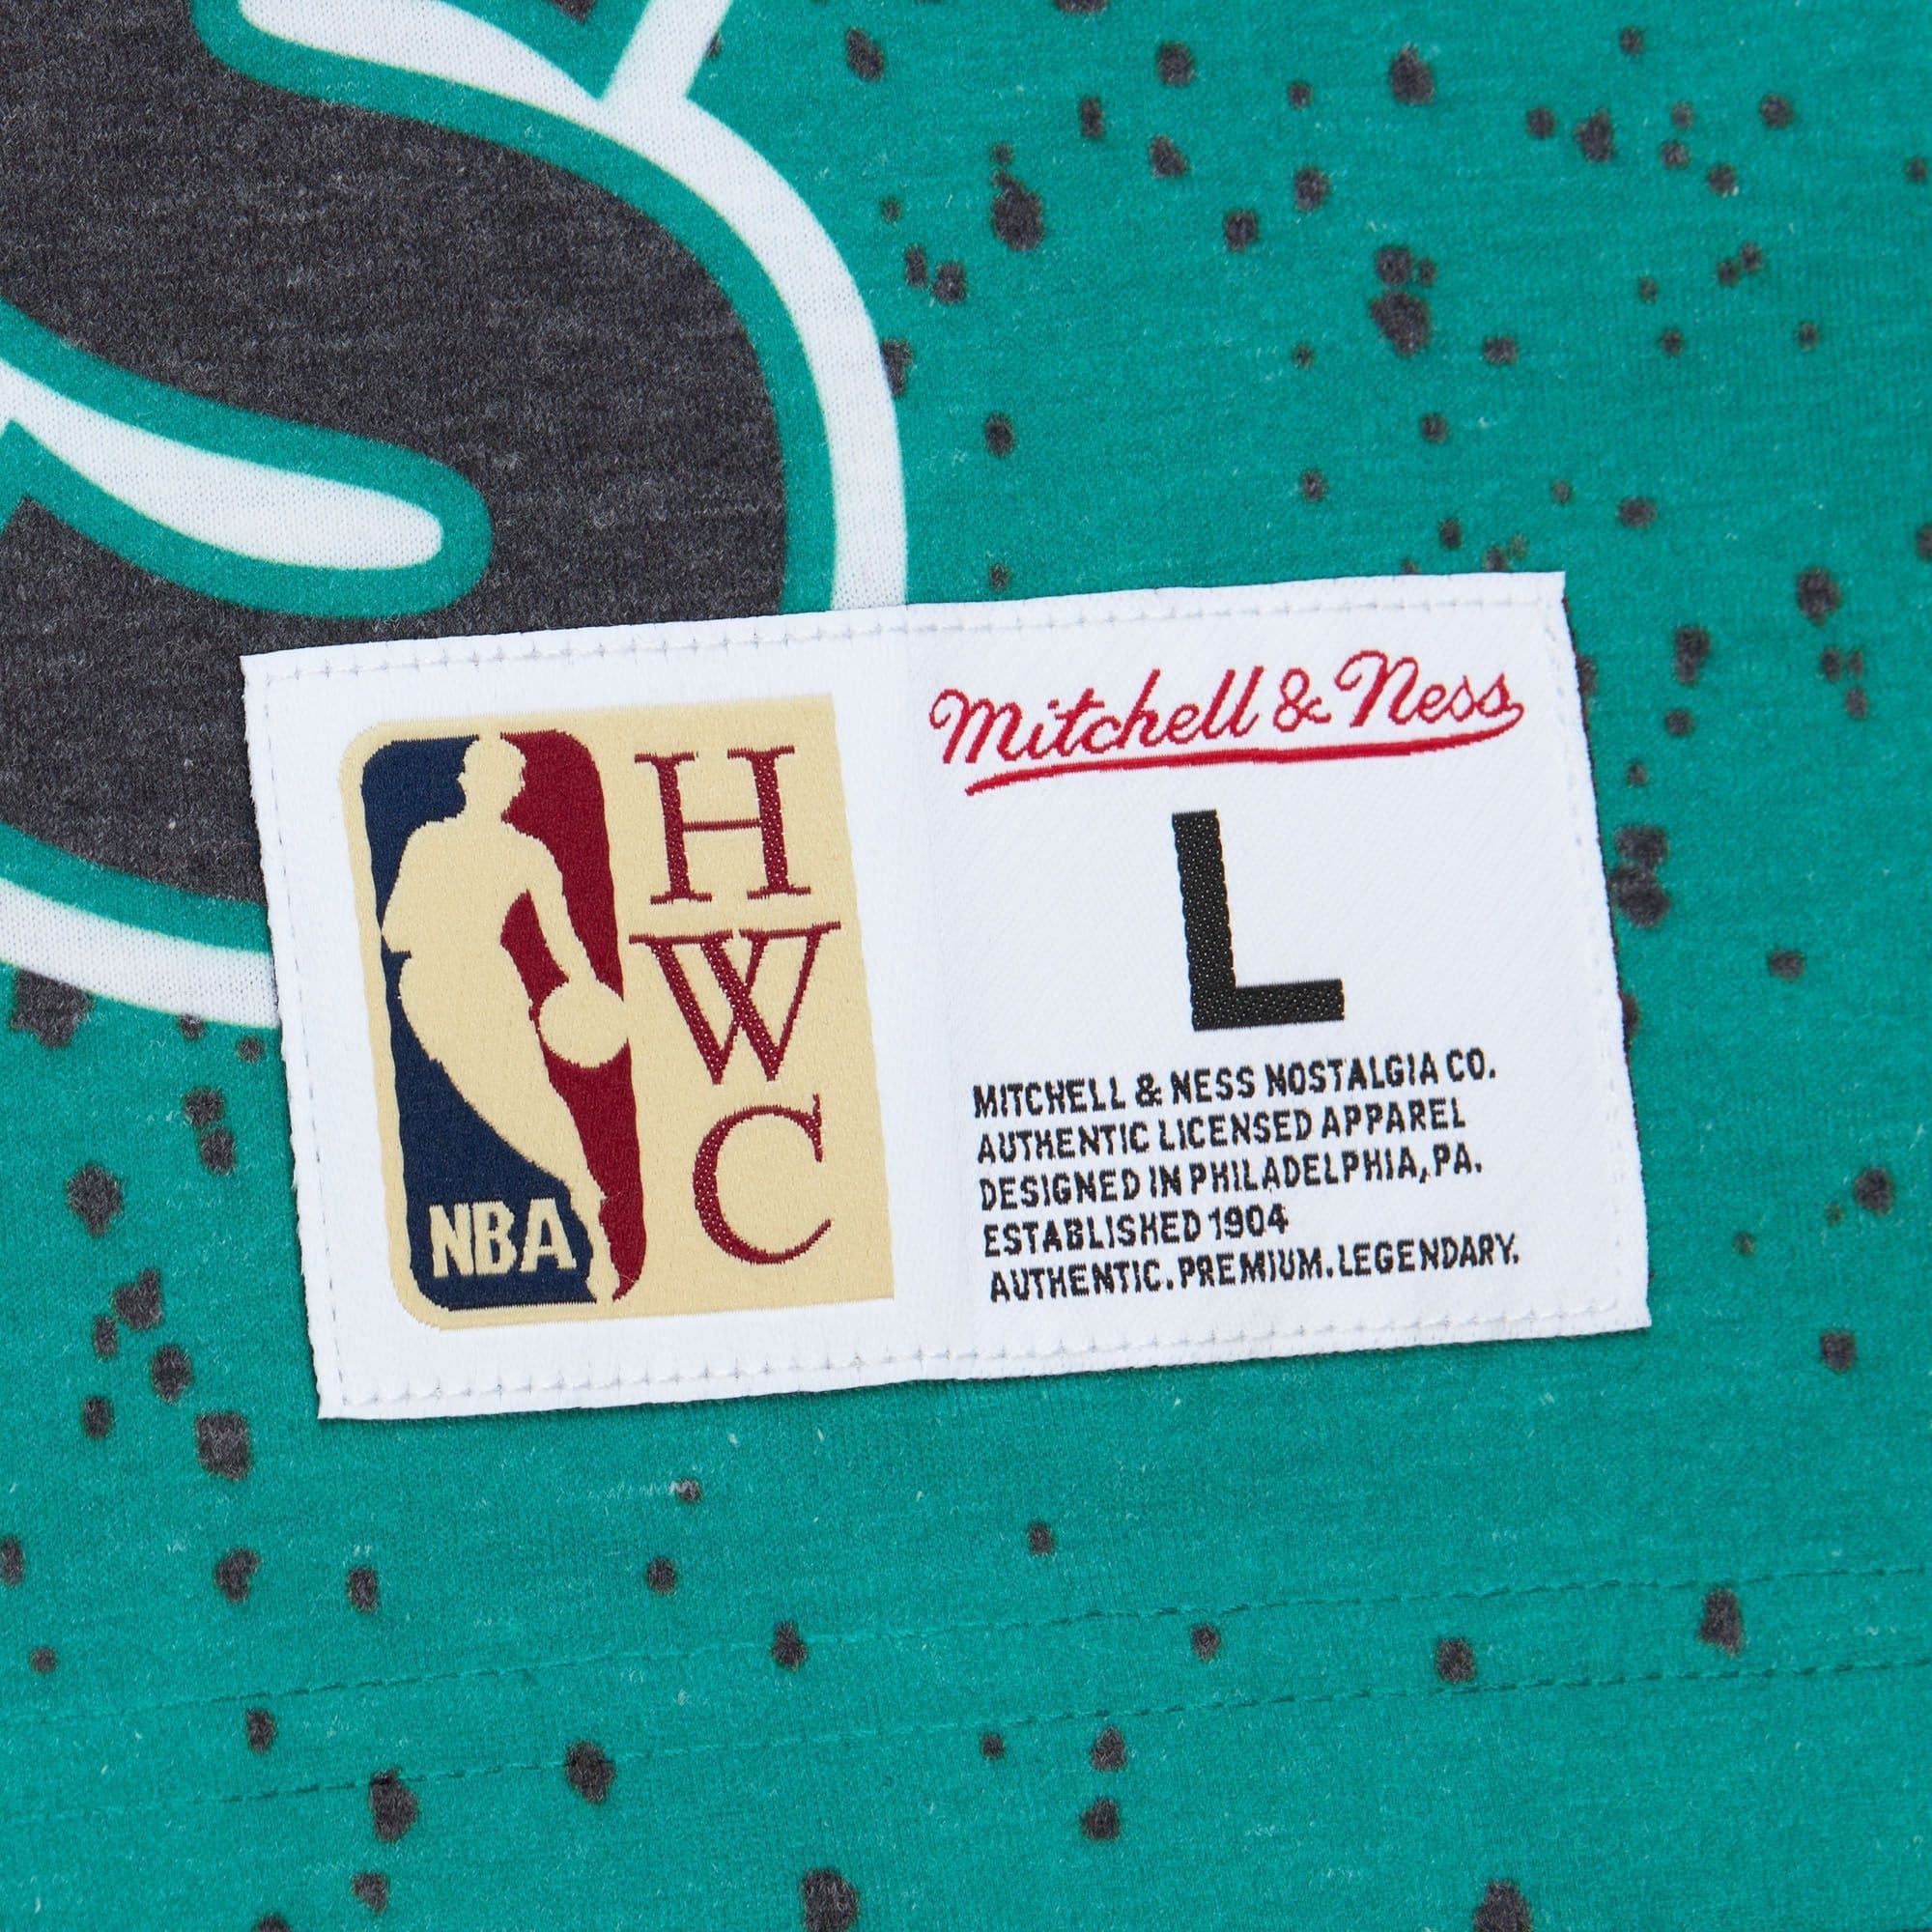 NBA
H
W
C
Mitchell & Ness
L
MITCHELL & NESS NOSTALGIA CO.
AUTHENTIC LICENSED APPAREL
DESIGNED IN PHILADELPHIA, PA.
ESTABLISHED 1904
AUTHENTIC. PREMIUM. LEGENDARY.